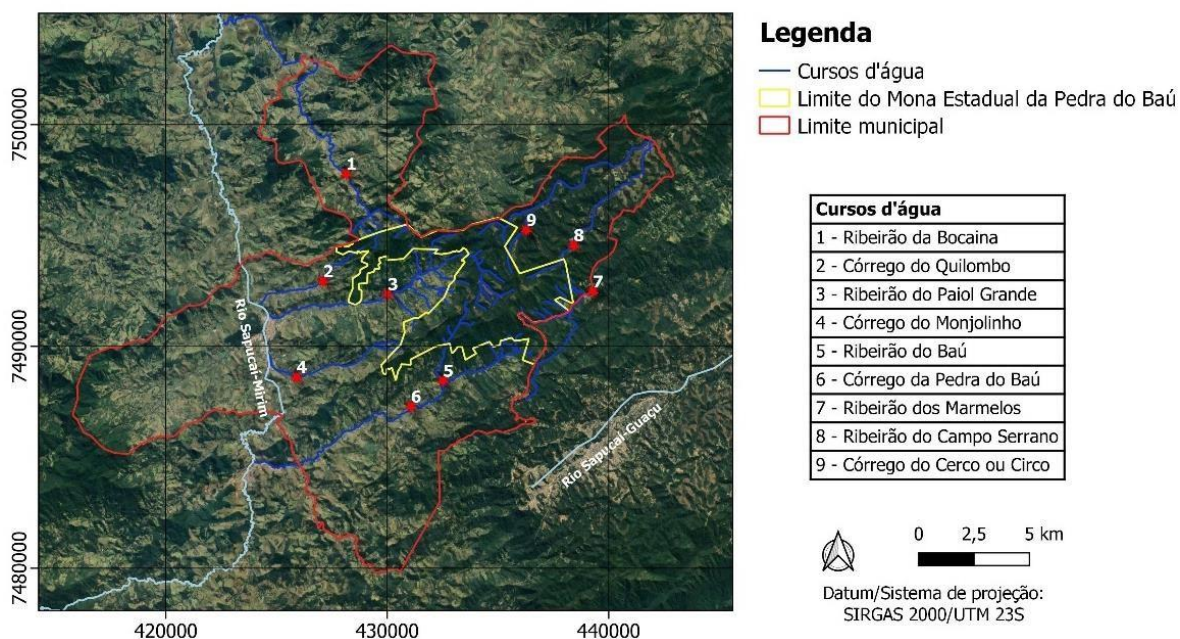 7500000
7490000
7480000
420000
430000
440000
1
2
3
4
5
6
7
8
9
Rio Sapucaí-Mirim
Rio Sapucaí-Guaçu
Legenda
Cursos d'água
Limite do Mona Estadual da Pedra do Baú
Limite municipal
Cursos d'água
1 - Ribeirão da Bocaina
2 - Córrego do Quilombo
3 - Ribeirão do Paiol Grande
4 - Córrego do Monjolinho
5 - Ribeirão do Baú
6 - Córrego da Pedra do Baú
7 - Ribeirão dos Marmelos
8 - Ribeirão do Campo Serrano
9 - Córrego do Cerco ou Circo
0 2,5 5 km
Datum/Sistema de projeção:
SIRGAS 2000/UTM 23S